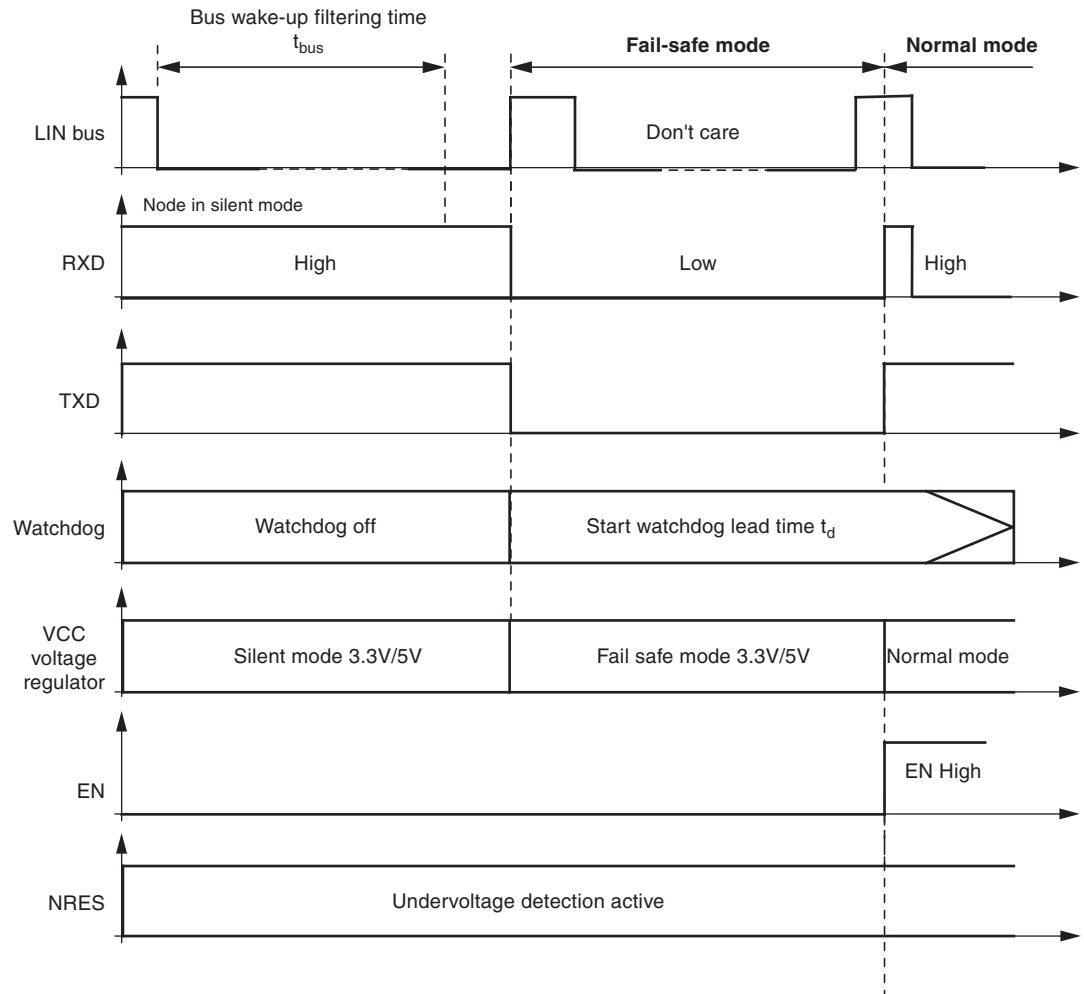 Bus wake-up filtering time
tbus
Fail-safe mode
Normal mode
LIN bus
Don't care
Node in silent mode
RXD
High
Low
High
TXD
Watchdog
Watchdog off
Start watchdog lead time td
VCC
voltage
regulator
Silent mode 3.3V/5V
Fail safe mode 3.3V/5V
Normal mode
EN
EN High
NRES
Undervoltage detection active